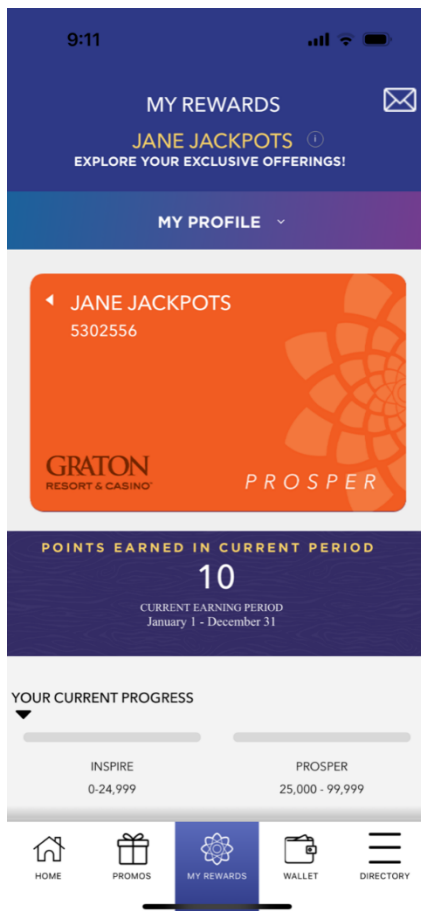 9:11
MY REWARDS
JANE JACKPOTS
EXPLORE YOUR EXCLUSIVE OFFERINGS!
MY PROFILE
JANE JACKPOTS
5302556
GRATON
RESORT & CASINO
PROSPER
POINTS EARNED IN CURRENT PERIOD
10
CURRENT EARNING PERIOD
January 1 - December 31
YOUR CURRENT PROGRESS
INSPIRE PROSPER
0-24,999 25,000 - 99,999
HOME PROMOS MY REWARDS WALLET DIRECTORY